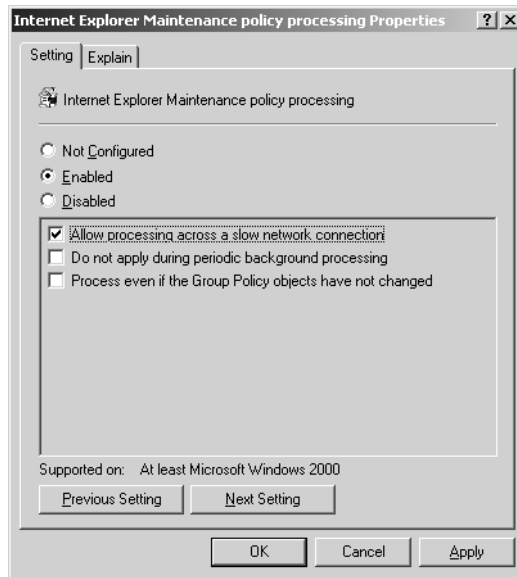 Internet Explorer Maintenance policy processing Properties ? X
Setting Explain
Internet Explorer Maintenance policy processing
Not Configured
Enabled
Disabled
Allow processing across a slow network connection
Do not apply during periodic background processing
Process even if the Group Policy objects have not changed
Supported on: At least Microsoft Windows 2000
Previous Setting Next Setting
OK Cancel Apply